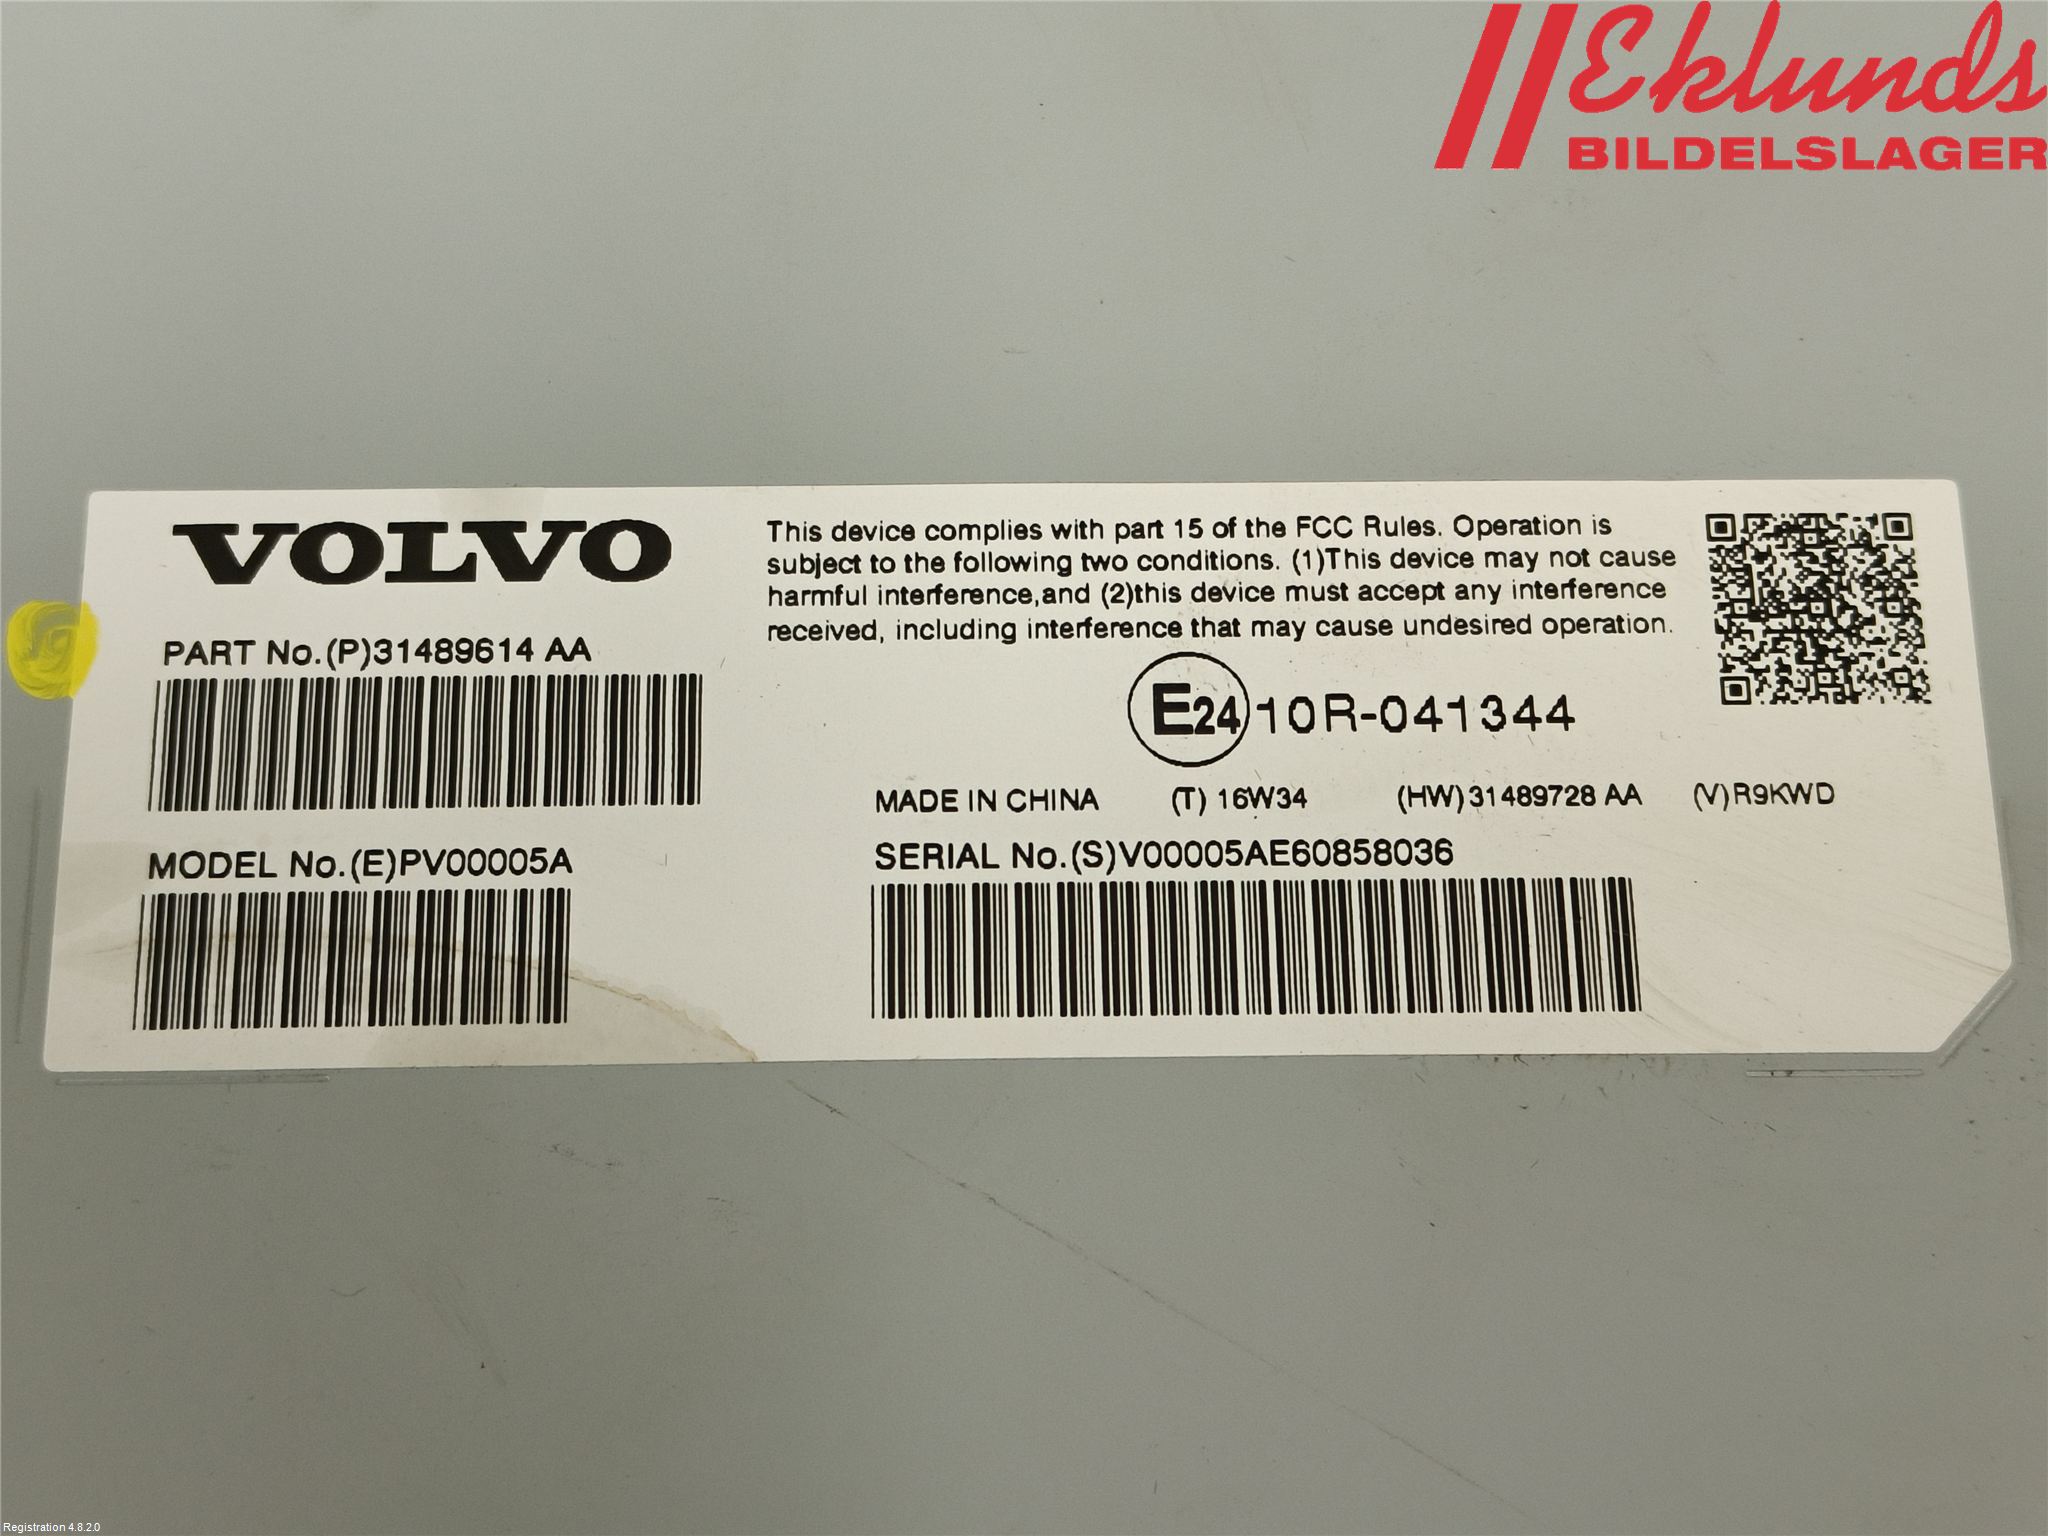 Eklunds
BILDELSLAGER
VOLVO
PART No.(P)31489614 AA
MODEL No.(E)PV00005A
This device complies with part 15 of the FCC Rules. Operation is
subject to the following two conditions. (1)This device may not cause
harmful interference,and (2)this device must accept any interference
received, including interference that may cause undesired operation.
E24 10R-041344
MADE IN CHINA (T) 16W34 (HW)31489728 AA (V)R9KWD
SERIAL No.(S)V00005AE60858036
Registration 4.8.2.0